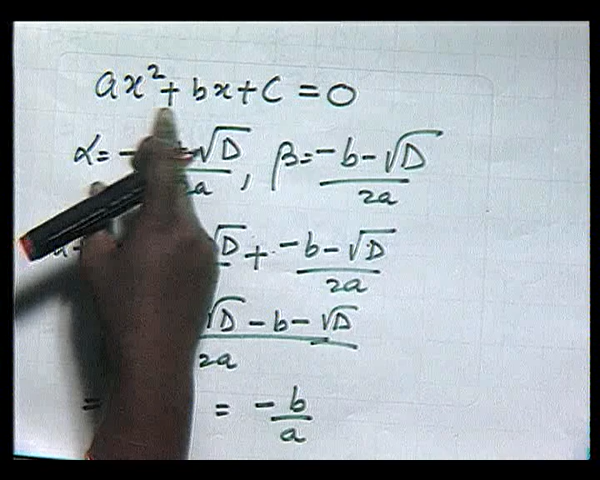 ax² + bx + c = 0
α = - √D / 2a, β = -b - √D / 2a
√D + -b - √D / 2a
√D - b - √D / 2a
= = -b / a